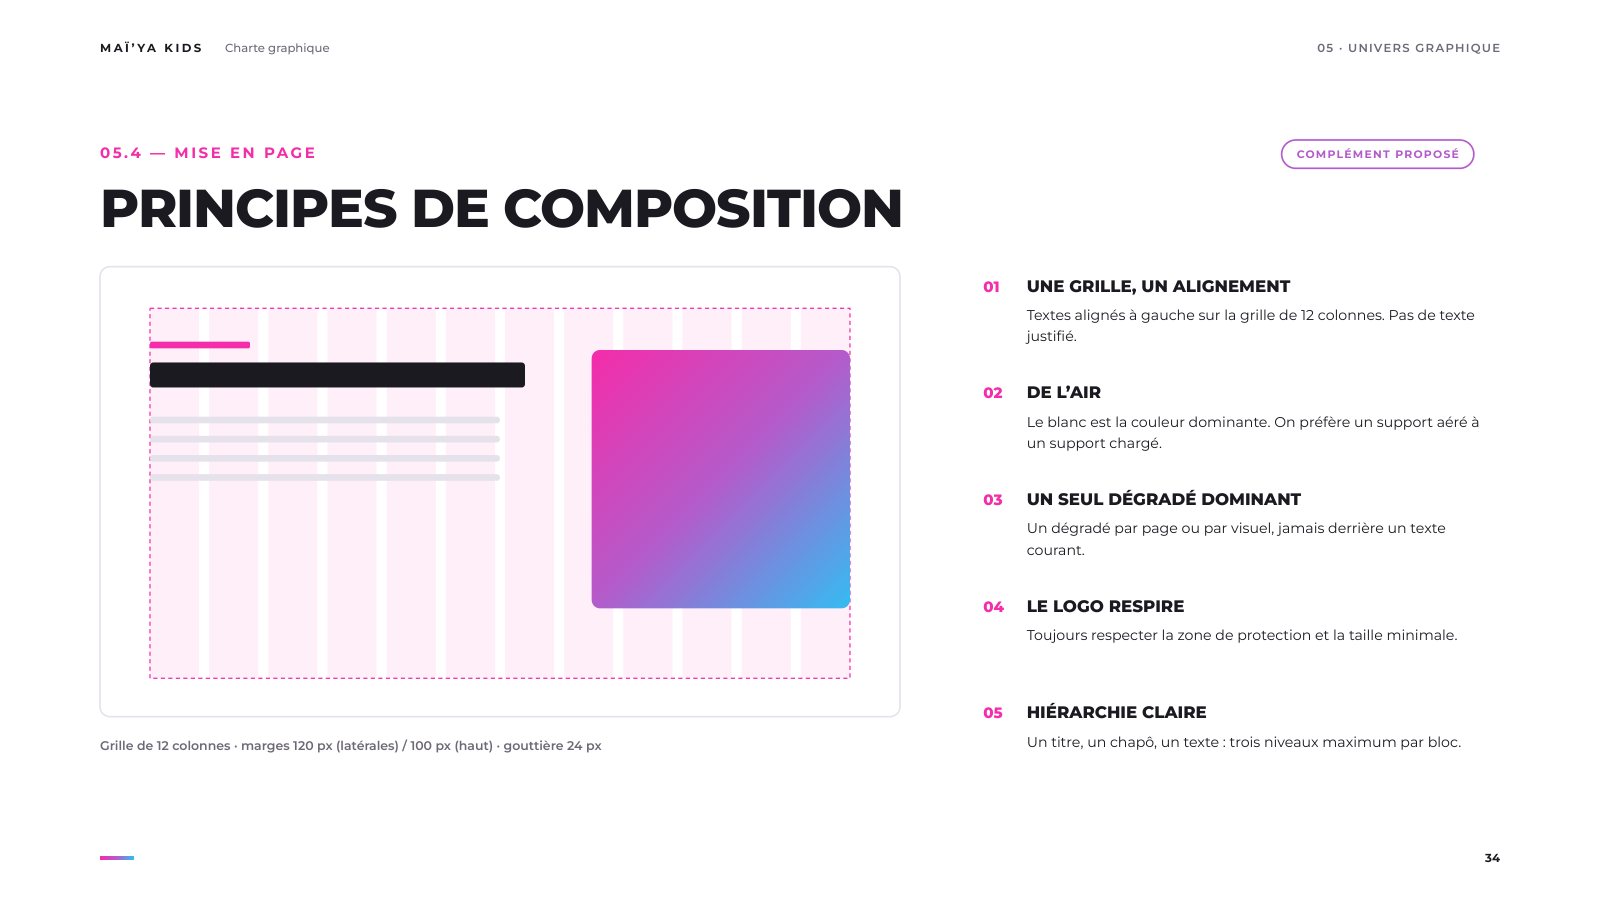 MAÏ’YA KIDS Charte graphique
05 · UNIVERS GRAPHIQUE
05.4 — MISE EN PAGE
COMPLÉMENT PROPOSÉ
PRINCIPES DE COMPOSITION
Grille de 12 colonnes · marges 120 px (latérales) / 100 px (haut) · gouttière 24 px
01 UNE GRILLE, UN ALIGNEMENT
Textes alignés à gauche sur la grille de 12 colonnes. Pas de texte
justifié.
02 DE L’AIR
Le blanc est la couleur dominante. On préfère un support aéré à
un support chargé.
03 UN SEUL DÉGRADÉ DOMINANT
Un dégradé par page ou par visuel, jamais derrière un texte
courant.
04 LE LOGO RESPIRE
Toujours respecter la zone de protection et la taille minimale.
05 HIÉRARCHIE CLAIRE
Un titre, un chapô, un texte : trois niveaux maximum par bloc.
34